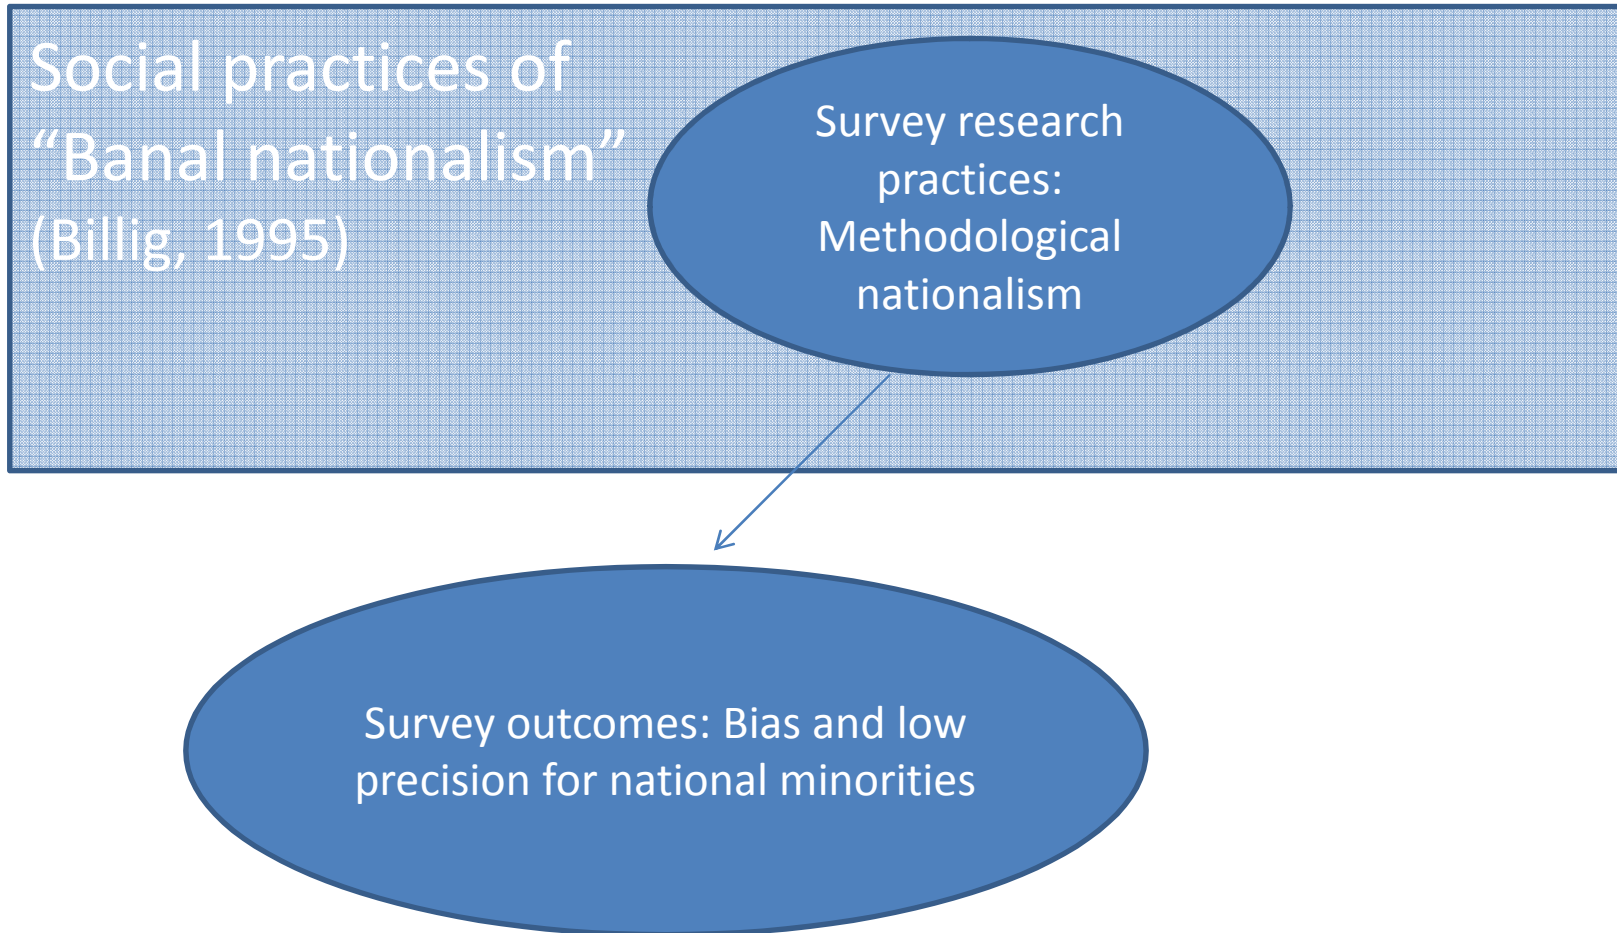 Social practices of
“Banal nationalism”
(Billig, 1995)
Survey research
practices:
Methodological
nationalism
Survey outcomes: Bias and low
precision for national minorities